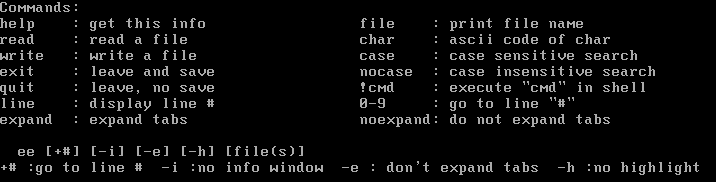 Commands:
help    : get this info                 file    : print file name
read    : read a file                   char    : ascii code of char
write   : write a file                  case    : case sensitive search
exit    : leave and save                nocase  : case insensitive search
quit    : leave, no save                !cmd    : execute "cmd" in shell
line    : display line #                0-9     : go to line "#"
expand  : expand tabs                   noexpand: do not expand tabs
  ee [+#] [-i] [-e] [-h] [file(s)]
+# :go to line #  -i :no info window  -e : don't expand tabs  -h :no highlight